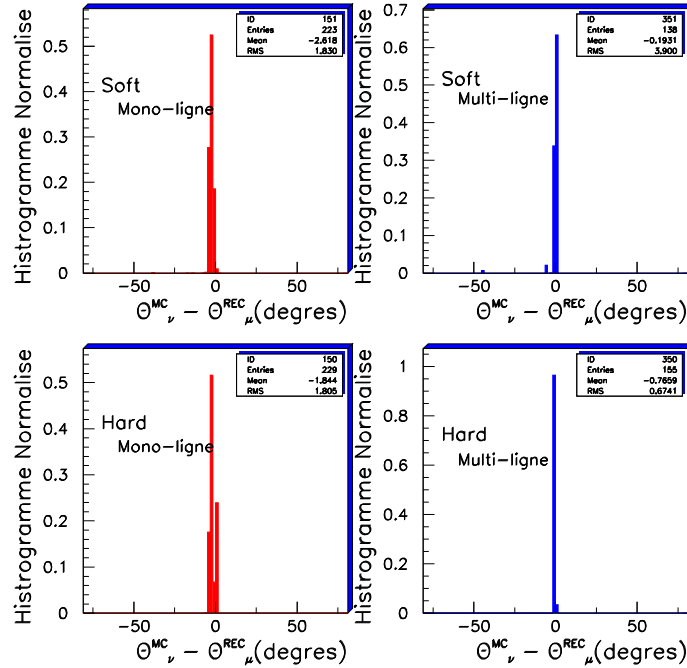 ID 151
Entries 223
Mean -2.618
RMS 1.830
Soft
Mono-ligne
Histrogramme Normalise
0.5
0.4
0.3
0.2
0.1
0
-50 0 50
Θ^MC_ν − Θ^REC_μ(degres)
ID 351
Entries 138
Mean -0.1931
RMS 3.900
Soft
Multi-ligne
Histrogramme Normalise
0.7
0.6
0.5
0.4
0.3
0.2
0.1
0
-50 0 50
Θ^MC_ν − Θ^REC_μ(degres)
ID 150
Entries 229
Mean -1.844
RMS 1.805
Hard
Mono-ligne
Histrogramme Normalise
0.5
0.4
0.3
0.2
0.1
0
-50 0 50
Θ^MC_ν − Θ^REC_μ(degres)
ID 350
Entries 155
Mean -0.7659
RMS 0.6741
Hard
Multi-ligne
Histrogramme Normalise
1
0.8
0.6
0.4
0.2
0
-50 0 50
Θ^MC_ν − Θ^REC_μ(degres)